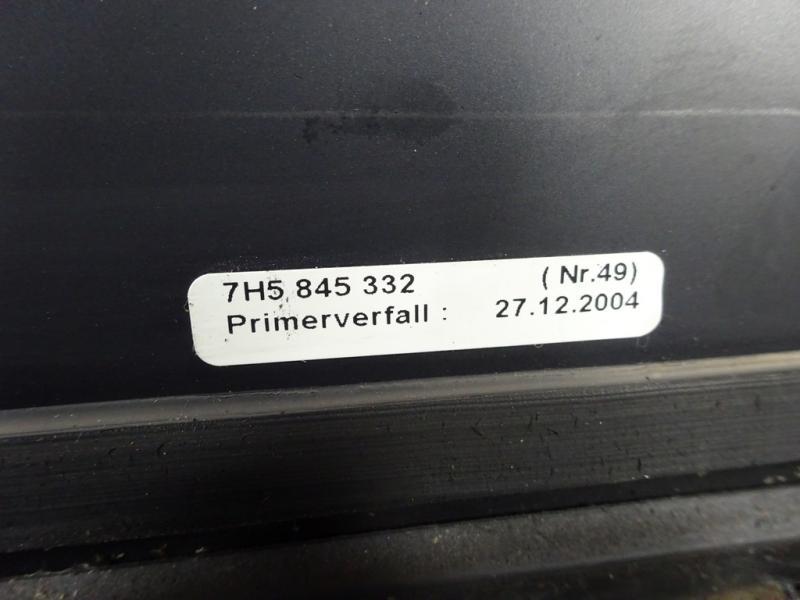 7H5 845 332 ( Nr.49)
Primerverfall : 27.12.2004